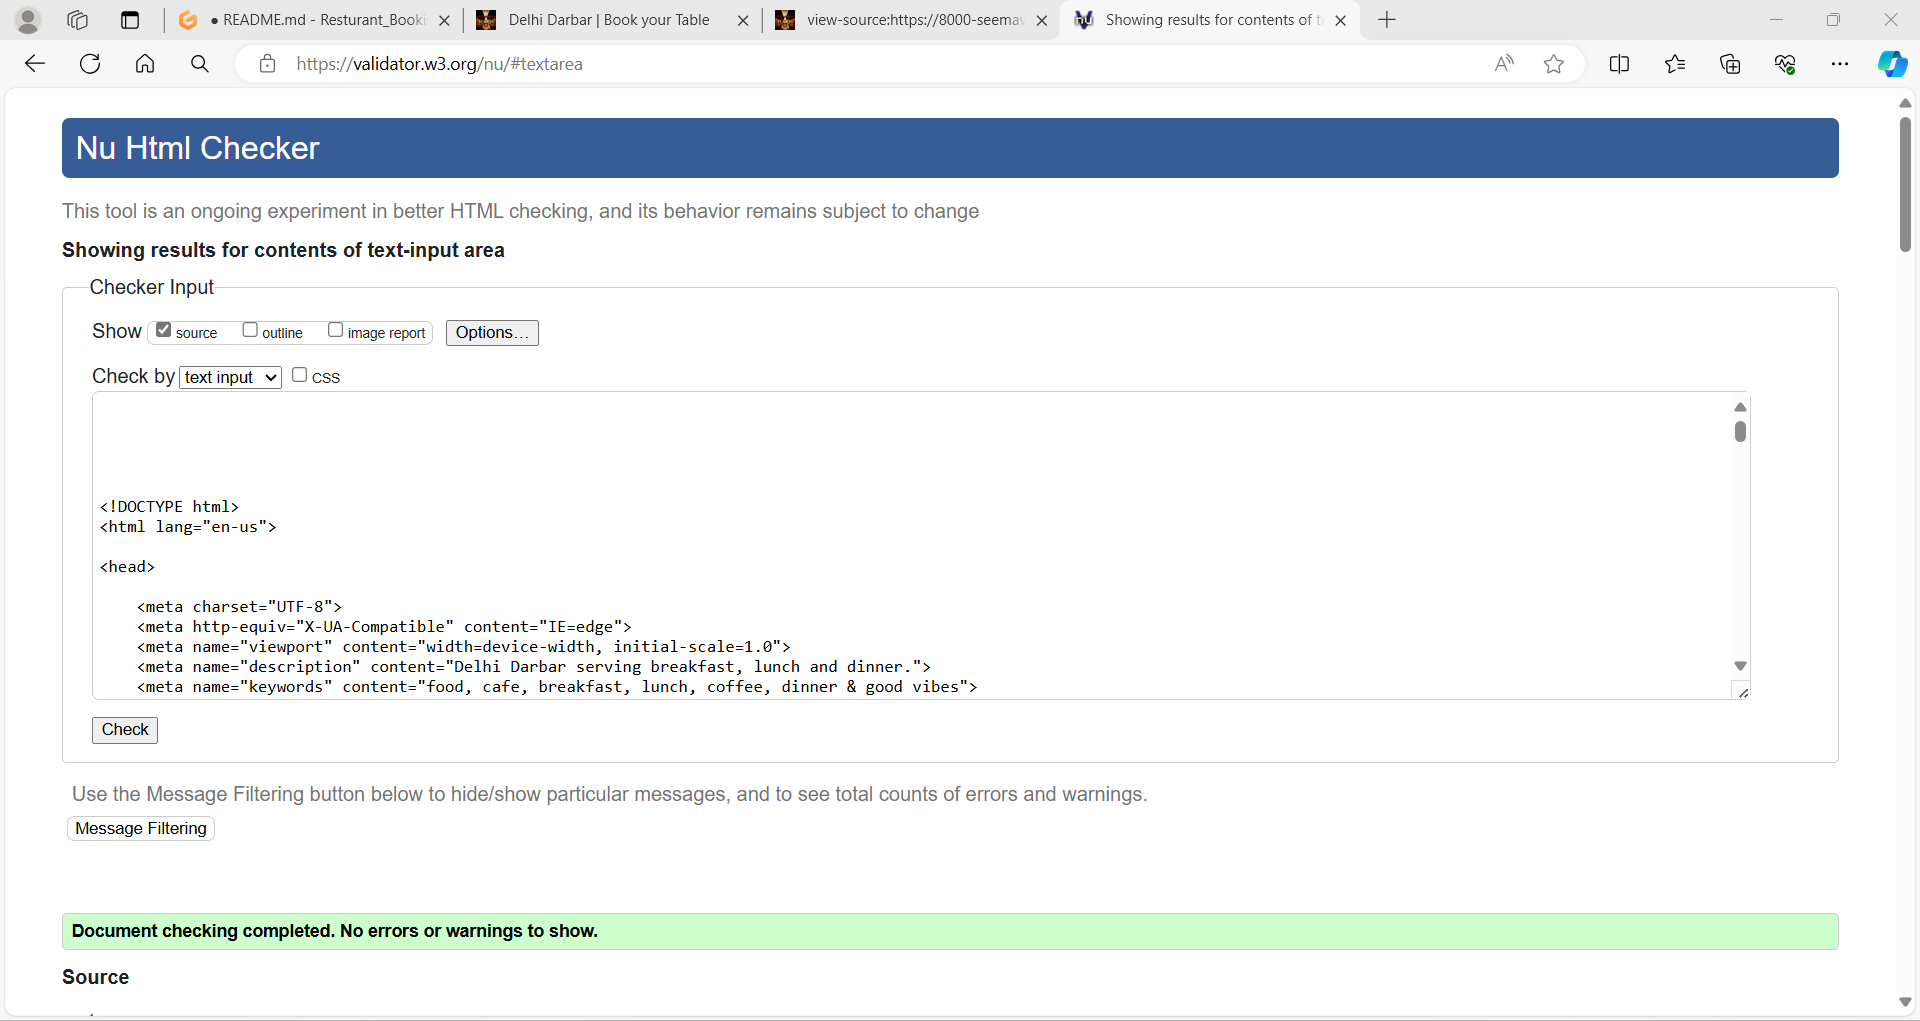 • README.md - Resturant_Booki
Delhi Darbar | Book your Table
view-source:https://8000-seemav
Showing results for contents of t
https://validator.w3.org/nu/#textarea
Nu Html Checker
This tool is an ongoing experiment in better HTML checking, and its behavior remains subject to change
Showing results for contents of text-input area
Checker Input
Show source outline image report Options...
Check by text input CSS
<!DOCTYPE html>
<html lang="en-us">
<head>
<meta charset="UTF-8">
<meta http-equiv="X-UA-Compatible" content="IE=edge">
<meta name="viewport" content="width=device-width, initial-scale=1.0">
<meta name="description" content="Delhi Darbar serving breakfast, lunch and dinner.">
<meta name="keywords" content="food, cafe, breakfast, lunch, coffee, dinner & good vibes">
Check
Use the Message Filtering button below to hide/show particular messages, and to see total counts of errors and warnings.
Message Filtering
Document checking completed. No errors or warnings to show.
Source